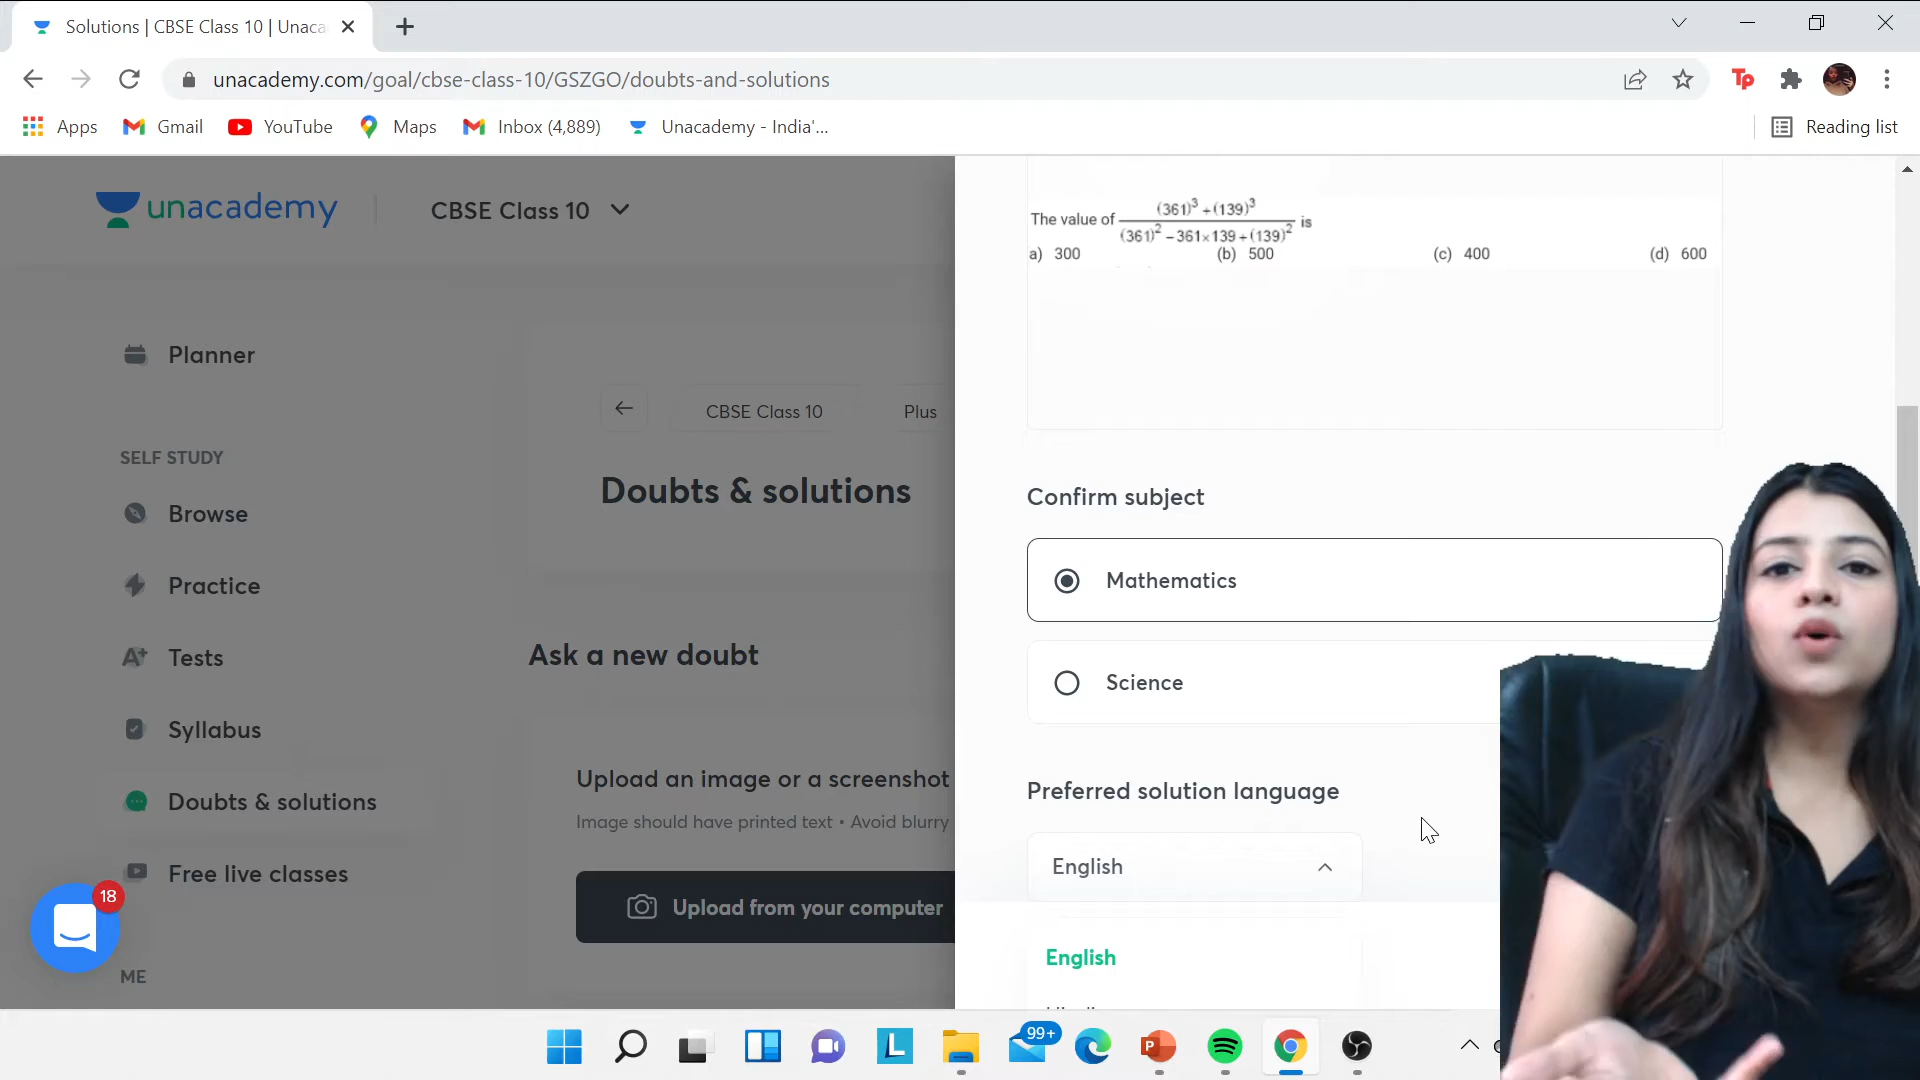 Solutions | CBSE Class 10 | Unaca
unacademy.com/goal/cbse-class-10/GSZGO/doubts-and-solutions
Apps
Gmail
YouTube
Maps
Inbox (4,889)
Unacademy - India'...
Reading list
unacademy
CBSE Class 10
Planner
SELF STUDY
Browse
Practice
Tests
Syllabus
Doubts & solutions
Free live classes
18
ME
CBSE Class 10
Plus
Doubts & solutions
Ask a new doubt
Upload an image or a screenshot
Image should have printed text • Avoid blurry
Upload from your computer
The value of (361)³ + (139)³ / (361)² − 361×139 + (139)² is
a) 300 (b) 500 (c) 400 (d) 600
Confirm subject
Mathematics
Science
Preferred solution language
English
English
99+